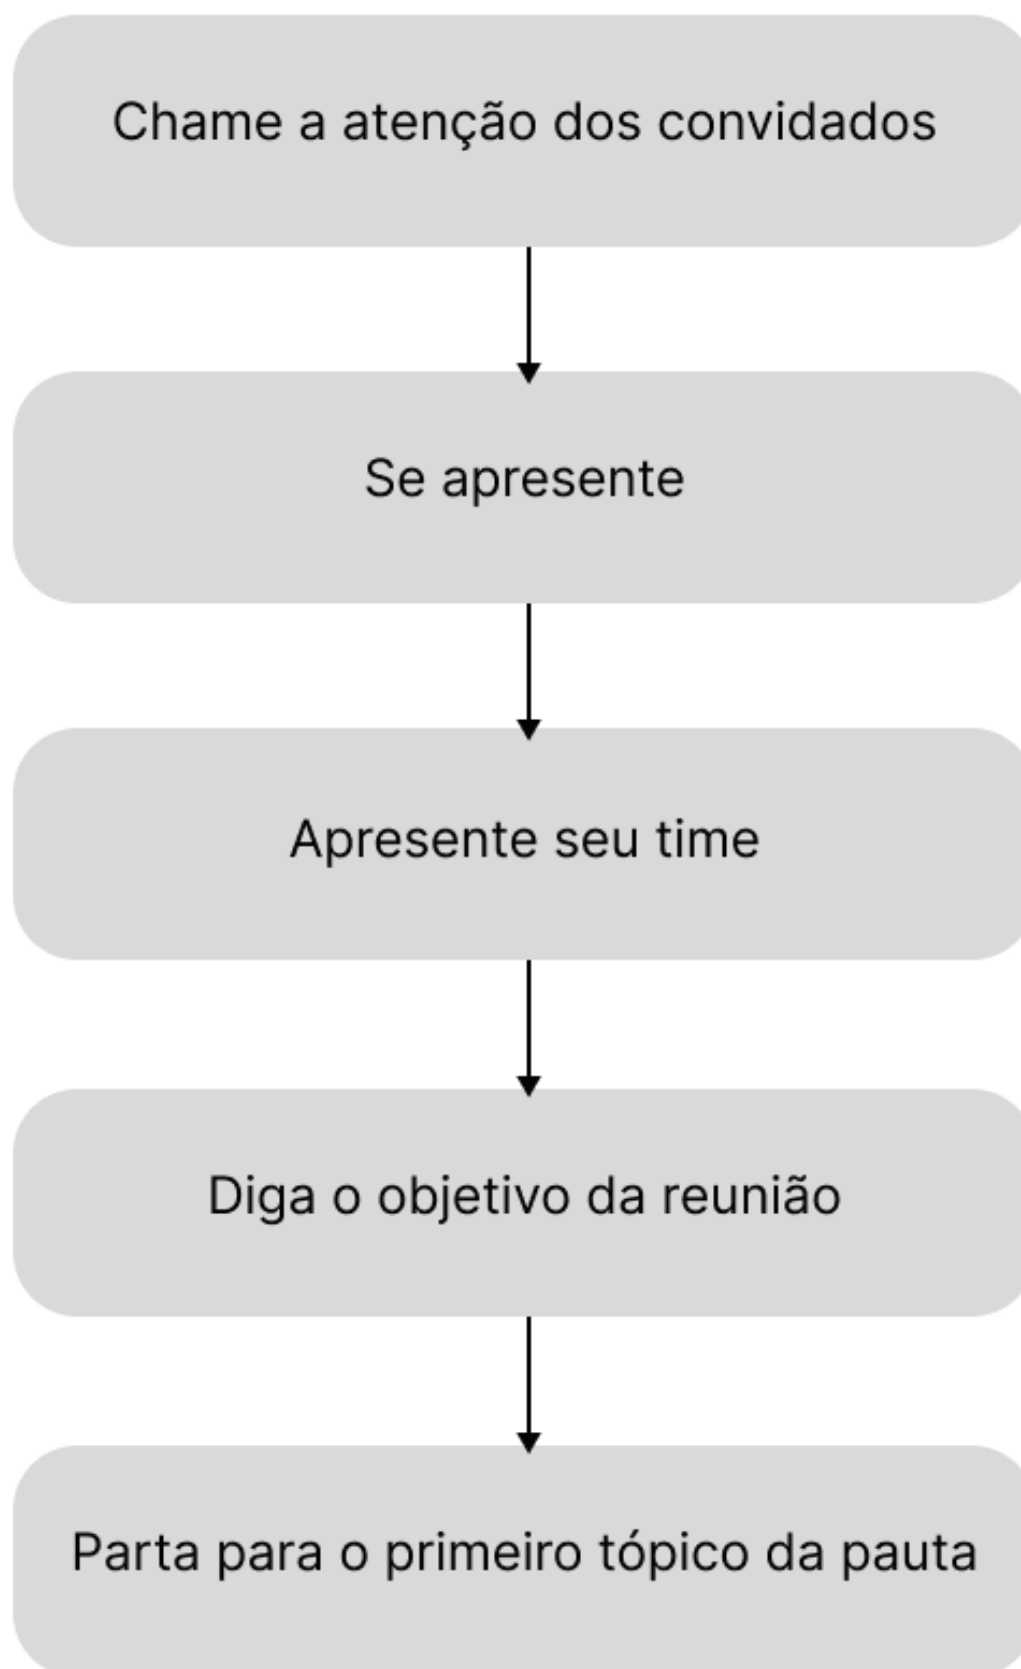 Chame a atenção dos convidados
Se apresente
Apresente seu time
Diga o objetivo da reunião
Parta para o primeiro tópico da pauta